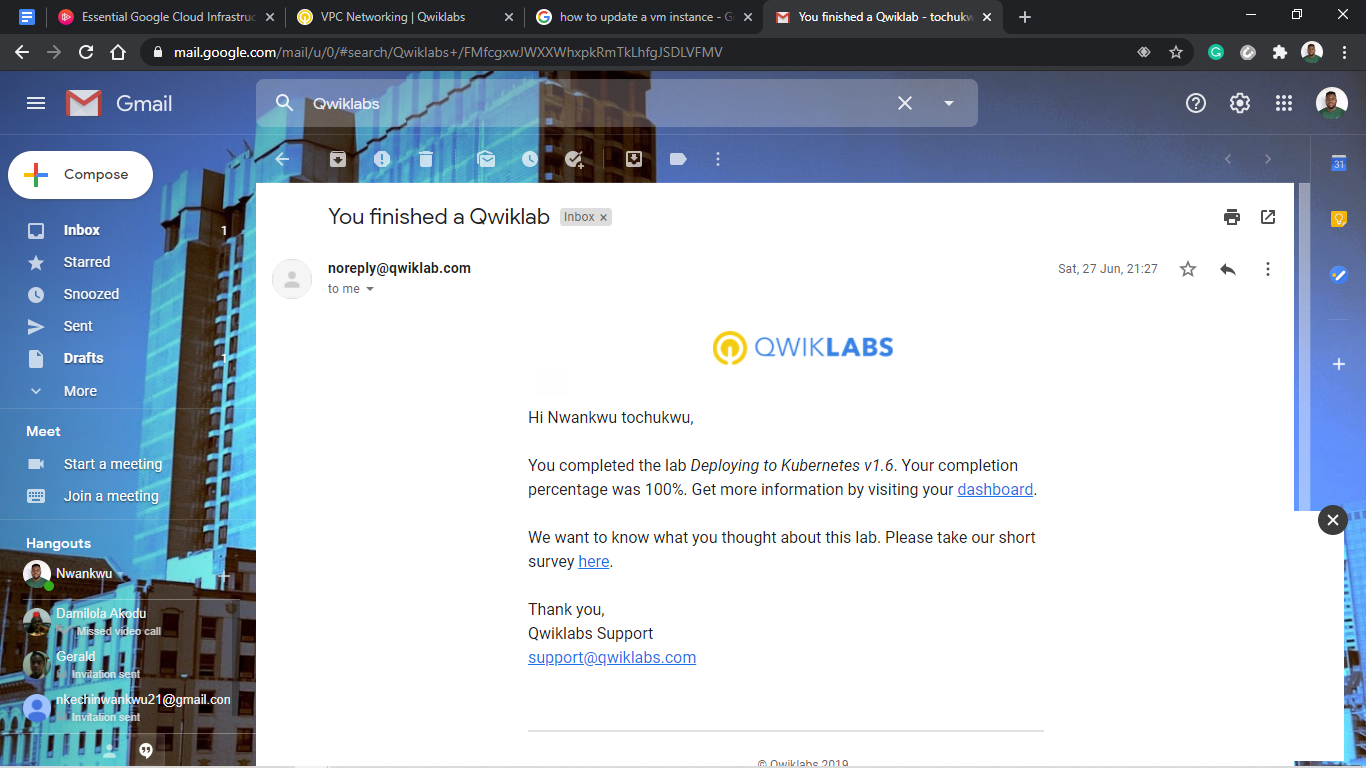 Essential Google Cloud Infrastruc
VPC Networking | Qwiklabs
how to update a vm instance - G
You finished a Qwiklab - tochukw
mail.google.com/mail/u/0/#search/Qwiklabs+/FMfcgxwJWXXWhxpkRmTkLhfgJSDLVFMV
Gmail
Qwiklabs
31
Compose
Inbox 1
Starred
Snoozed
Sent
Drafts 1
More
Meet
Start a meeting
Join a meeting
Hangouts
Nwankwu
Damilola Akodu
Missed video call
Gerald
Invitation sent
nkechinwankwu21@gmail.con
Invitation sent
You finished a Qwiklab Inbox x
noreply@qwiklab.com
Sat, 27 Jun, 21:27
to me
QWIKLABS
Hi Nwankwu tochukwu,
You completed the lab Deploying to Kubernetes v1.6. Your completion
percentage was 100%. Get more information by visiting your dashboard.
We want to know what you thought about this lab. Please take our short
survey here.
Thank you,
Qwiklabs Support
support@qwiklabs.com
© Qwiklabs 2019